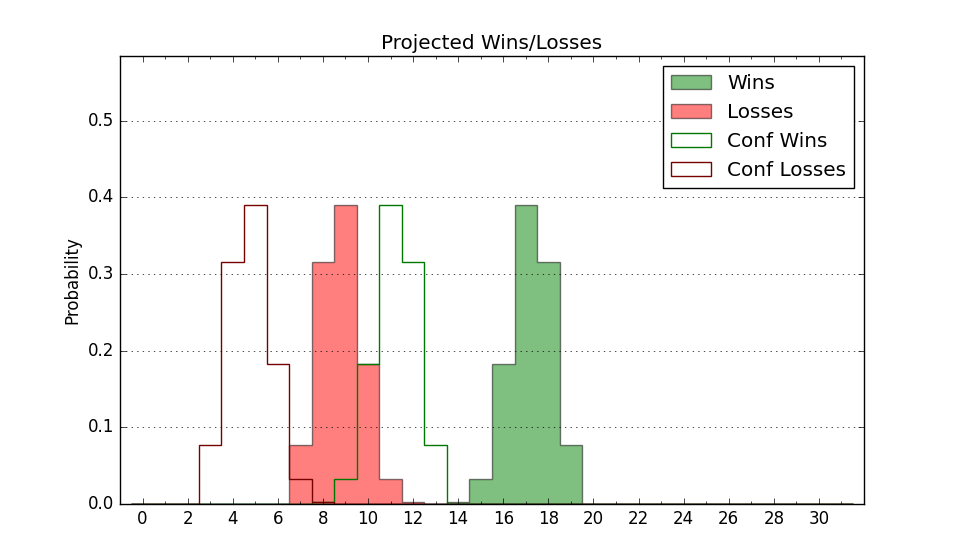 Projected Wins/Losses
Wins
Losses
Conf Wins
Conf Losses
Probability
0.5
0.4
0.3
0.2
0.1
0.0
0 2 4 6 8 10 12 14 16 18 20 22 24 26 28 30